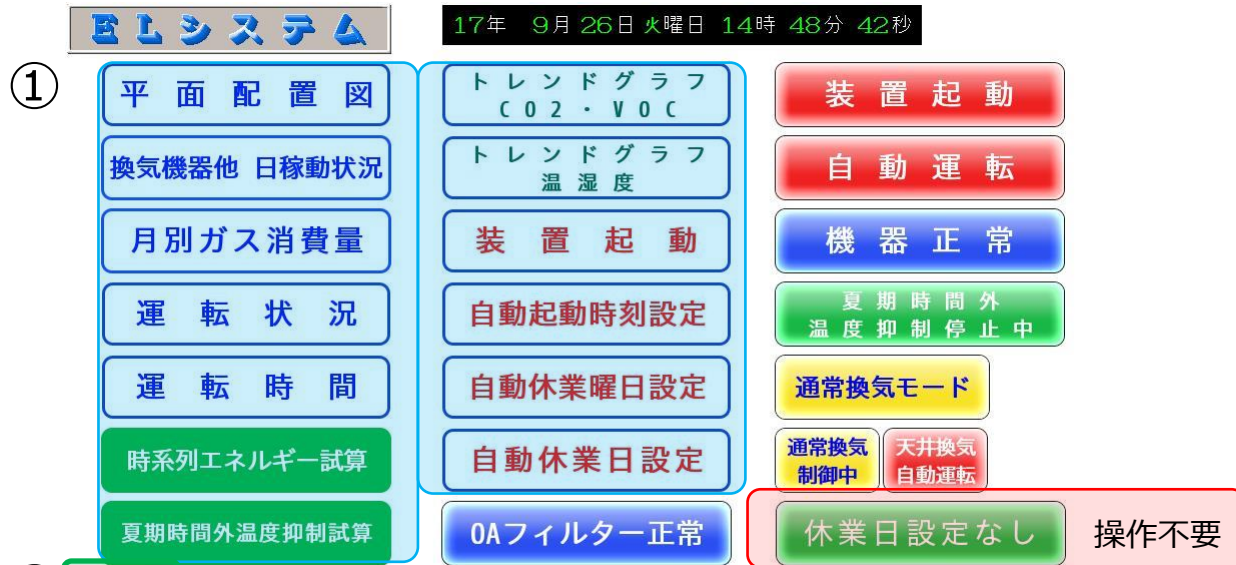 ELシステム
17年 9月26日火曜日 14時48分42秒
①
平面配置図
トレンドグラフ
CO2・VOC
装置起動
換気機器他 日稼動状況
トレンドグラフ
温湿度
自動運転
月別ガス消費量
装置起動
機器正常
運転状況
自動起動時刻設定
夏期時間外
温度抑制停止中
運転時間
自動休業曜日設定
通常換気モード
時系列エネルギー試算
自動休業日設定
通常換気
制御中
天井換気
自動運転
夏期時間外温度抑制試算
OAフィルター正常
休業日設定なし
操作不要